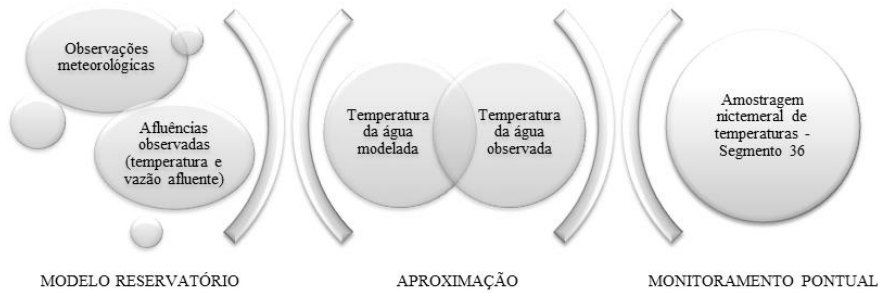 Observações
meteorológicas
Afluências
observadas
(temperatura e
vazão afluente)
Temperatura
da água
modelada
Temperatura
da água
observada
Amostragem
nictemeral de
temperaturas -
Segmento 36
MODELO RESERVATÓRIO
APROXIMAÇÃO
MONITORAMENTO PONTUAL